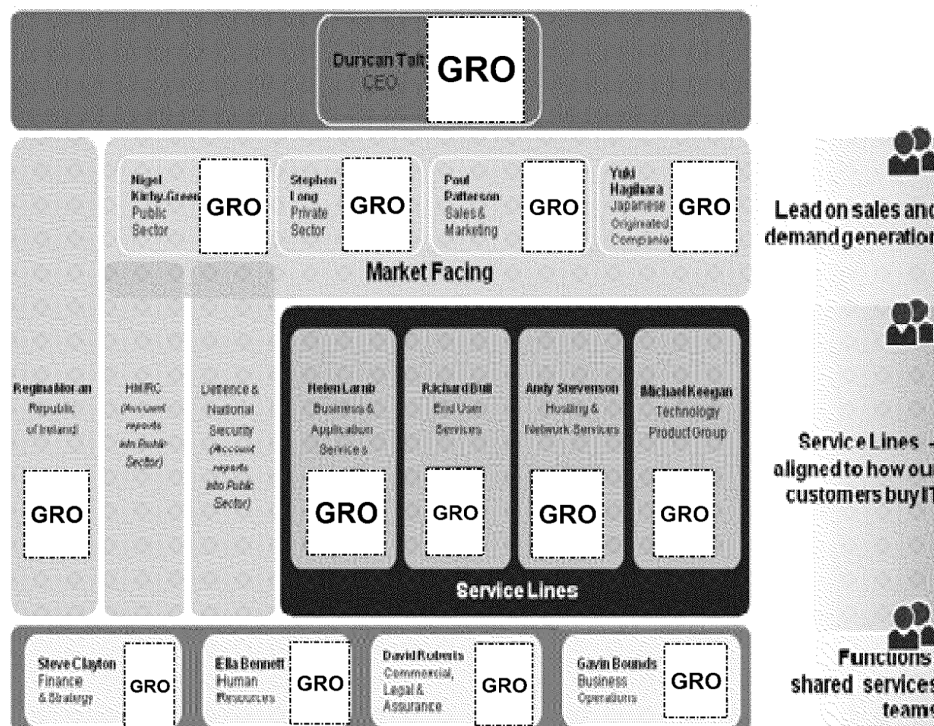 Duncan Tait
CEO
GRO
Nigel
Kirby-Green
Public
Sector
GRO
Stephen
Long
Private
Sector
GRO
Paul
Patterson
Sales &
Marketing
GRO
Yuki
Hagihara
Japanese
Originated
Companie
GRO
Market Facing
Lead on sales and
demand generation
Regina Moran
Republic
of Ireland
GRO
HMRC
(Account
reports
into Public
Sector)
Defence &
National
Security
(Account
reports
into Public
Sector)
Helen Lamb
Business &
Application
Services
GRO
Richard Bull
End User
Services
GRO
Andy Stevenson
Hosting &
Network Services
GRO
Michael Keegan
Technology
Product Group
GRO
Service Lines
Service Lines -
aligned to how our
customers buy IT
Steve Clayton
Finance
& Strategy
GRO
Ella Bennett
Human
Resources
GRO
David Roberts
Commercial,
Legal &
Assurance
GRO
Gavin Bounds
Business
Operations
GRO
Functions
shared services
teams